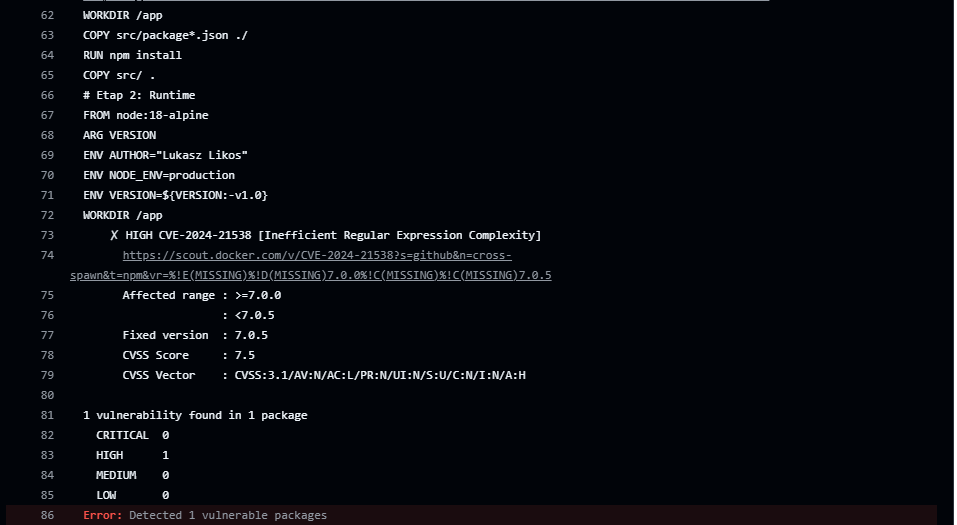 62 WORKDIR /app
63 COPY src/package*.json ./
64 RUN npm install
65 COPY src/ .
66 # Etap 2: Runtime
67 FROM node:18-alpine
68 ARG VERSION
69 ENV AUTHOR="Lukasz Likos"
70 ENV NODE_ENV=production
71 ENV VERSION=${VERSION:-v1.0}
72 WORKDIR /app
73 ✗ HIGH CVE-2024-21538 [Inefficient Regular Expression Complexity]
74 https://scout.docker.com/v/CVE-2024-21538?s=github&n=cross-
spawn&t=npm&vr=%!E(MISSING)%!D(MISSING)7.0.0%!C(MISSING)%!C(MISSING)7.0.5
75 Affected range : >=7.0.0
76 : <7.0.5
77 Fixed version : 7.0.5
78 CVSS Score : 7.5
79 CVSS Vector : CVSS:3.1/AV:N/AC:L/PR:N/UI:N/S:U/C:N/I:N/A:H
80
81 1 vulnerability found in 1 package
82 CRITICAL 0
83 HIGH 1
84 MEDIUM 0
85 LOW 0
86 Error: Detected 1 vulnerable packages